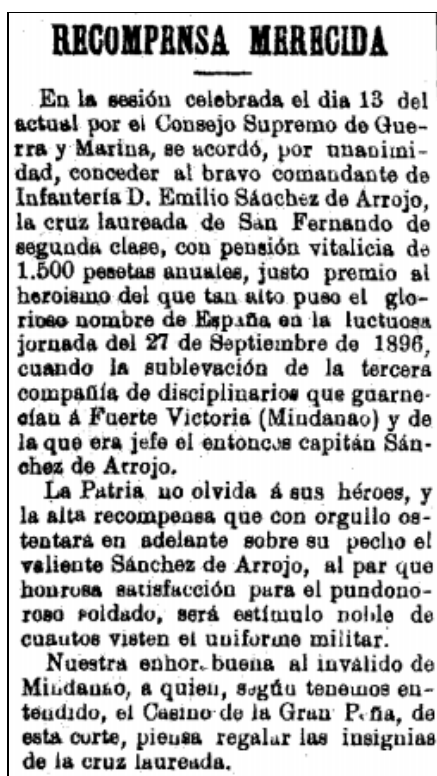 RECOMPENSA MERECIDA
En la sesión celebrada el dia 13 del
actual por el Consejo Supremo de Gue-
rra y Marina, se acordó, por unanimi-
dad, conceder al bravo comandante de
Infantería D. Emilio Sánchez de Arrojo,
la cruz laureada de San Fernando de
segunda clase, con pensión vitalicia de
1.500 pesetas anuales, justo premio al
heroismo del que tan alto puso el glo-
rioso nombre de España en la luctuosa
jornada del 27 de Septiembre de 1896,
cuando la sublevación de la tercera
compañía de disciplinarios que guarne-
cían á Fuerte Victoria (Mindanao) y de
la que era jefe el entonces capitán Sán-
chez de Arrojo.
La Patria no olvida á sus héroes, y
la alta recompensa que con orgullo os-
tentará en adelante sobre su pecho el
valiente Sánchez de Arrojo, al par que
honrosa satisfacción para el pundono-
roso soldado, será estímulo noble de
cuantos visten el uniforme militar.
Nuestra enhorabuena al inválido de
Mindanao, a quien, según tenemos en-
tendido, el Casino de la Gran Peña, de
esta corte, piensa regalar las insignias
de la cruz laureada.